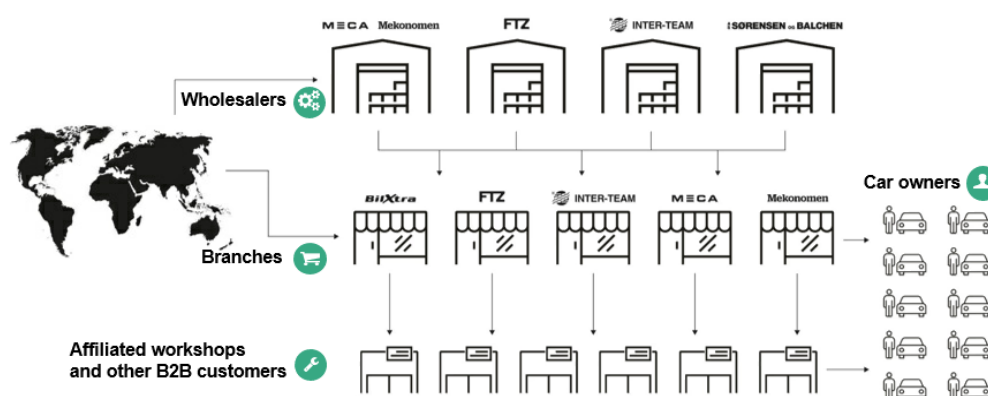 MECA Mekonomen
FTZ
INTER-TEAM
SØRENSEN OG BALCHEN
Wholesalers
BilXtra
FTZ
INTER-TEAM
MECA
Mekonomen
Car owners
Branches
Affiliated workshops
and other B2B customers